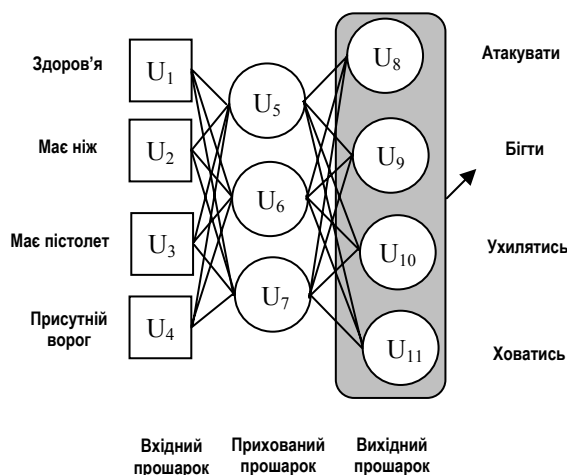 Здоров'я
U1
U8
Атакувати
U5
Має ніж
U2
U9
Бігти
U6
Має пістолет
U3
U10
Ухилятись
U7
Присутній
ворог
U4
U11
Ховатись
Вхідний
прошарок
Прихований
прошарок
Вихідний
прошарок